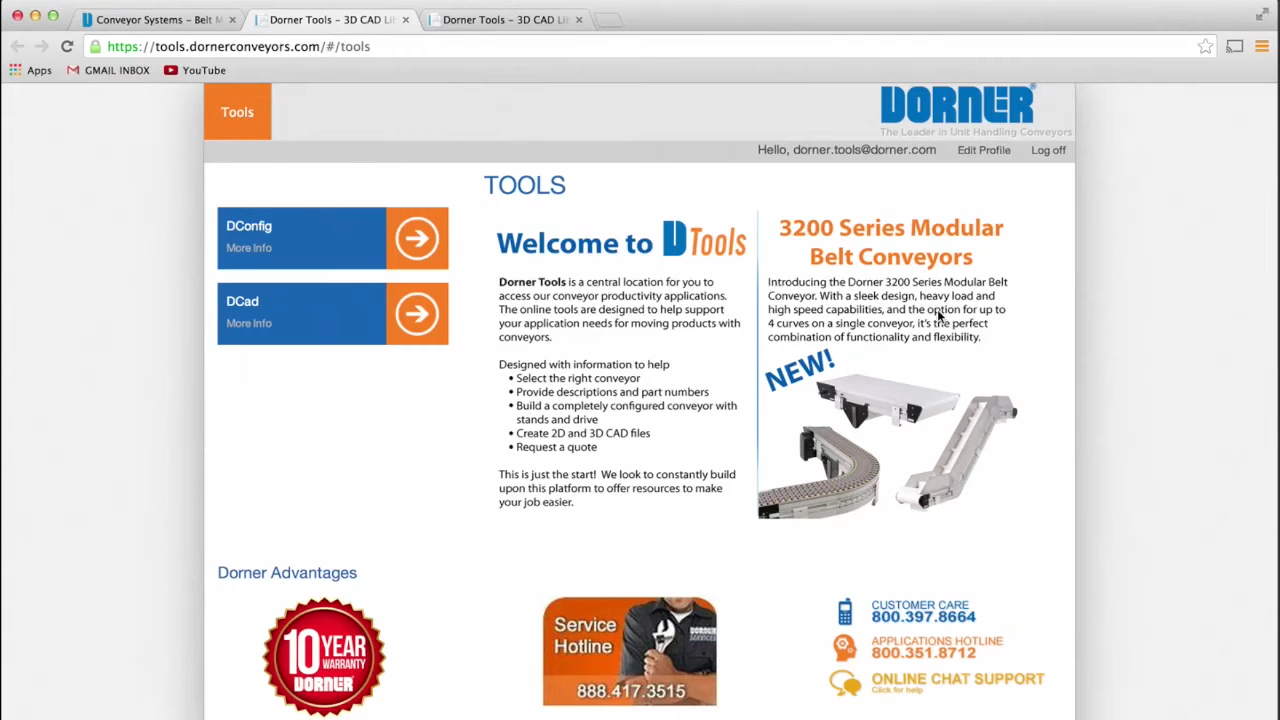 Conveyor Systems – Belt M
Dorner Tools – 3D CAD Lib
Dorner Tools – 3D CAD Lib
https://tools.dornerconveyors.com/#/tools
Apps
GMAIL INBOX
YouTube
Tools
DORNER®
The Leader in Unit Handling Conveyors
Hello, dorner.tools@dorner.com
Edit Profile
Log off
TOOLS
DConfig
More Info
DCad
More Info
Welcome to D Tools
Dorner Tools is a central location for you to
access our conveyor productivity applications.
The online tools are designed to help support
your application needs for moving products with
conveyors.
Designed with information to help
• Select the right conveyor
• Provide descriptions and part numbers
• Build a completely configured conveyor with
stands and drive
• Create 2D and 3D CAD files
• Request a quote
This is just the start! We look to constantly build
upon this platform to offer resources to make
your job easier.
3200 Series Modular
Belt Conveyors
Introducing the Dorner 3200 Series Modular Belt
Conveyor. With a sleek design, heavy load and
high speed capabilities, and the option for up to
4 curves on a single conveyor, it's the perfect
combination of functionality and flexibility.
NEW!
Dorner Advantages
10 YEAR
WARRANTY
DORNER
Service
Hotline
DORNER
SERVICES
888.417.3515
CUSTOMER CARE
800.397.8664
APPLICATIONS HOTLINE
800.351.8712
ONLINE CHAT SUPPORT
Click for help